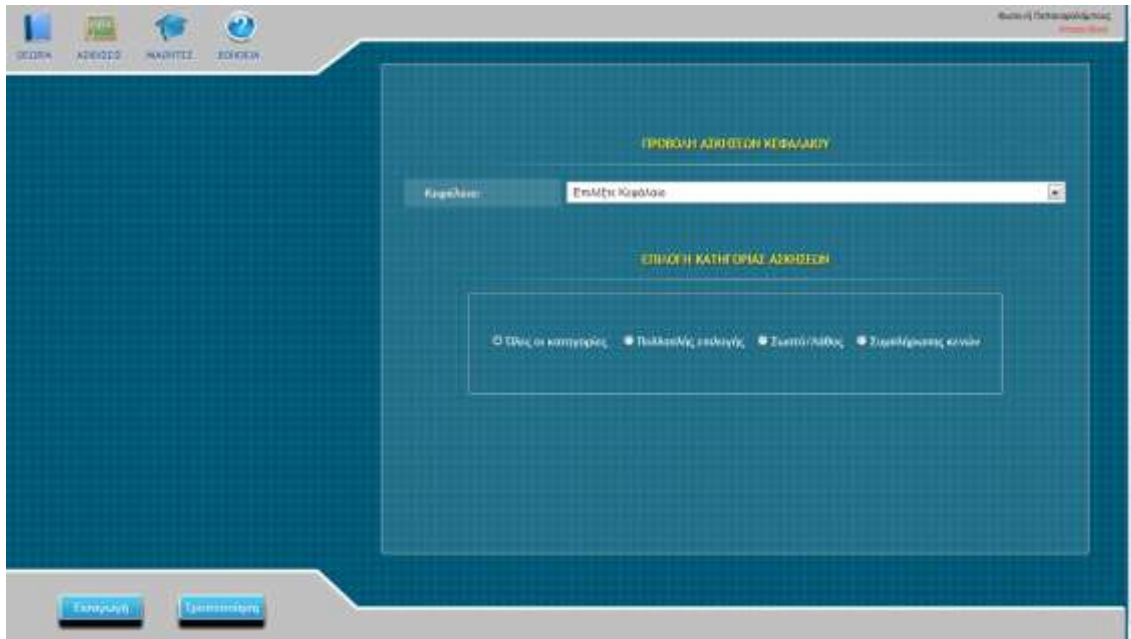 ΘΕΩΡΙΑ ΑΣΚΗΣΕΙΣ ΜΑΘΗΤΕΣ ΒΟΗΘΕΙΑ
ΠΡΟΒΟΛΗ ΑΣΚΗΣΕΩΝ ΚΕΦΑΛΑΙΟΥ
Κεφάλαιο: Επιλέξτε Κεφάλαιο
ΕΠΙΛΟΓΗ ΚΑΤΗΓΟΡΙΑΣ ΑΣΚΗΣΕΩΝ
Όλες οι κατηγορίες Πολλαπλής επιλογής Σωστό/Λάθος Συμπλήρωσης κενών
Εισαγωγή Τροποποίηση